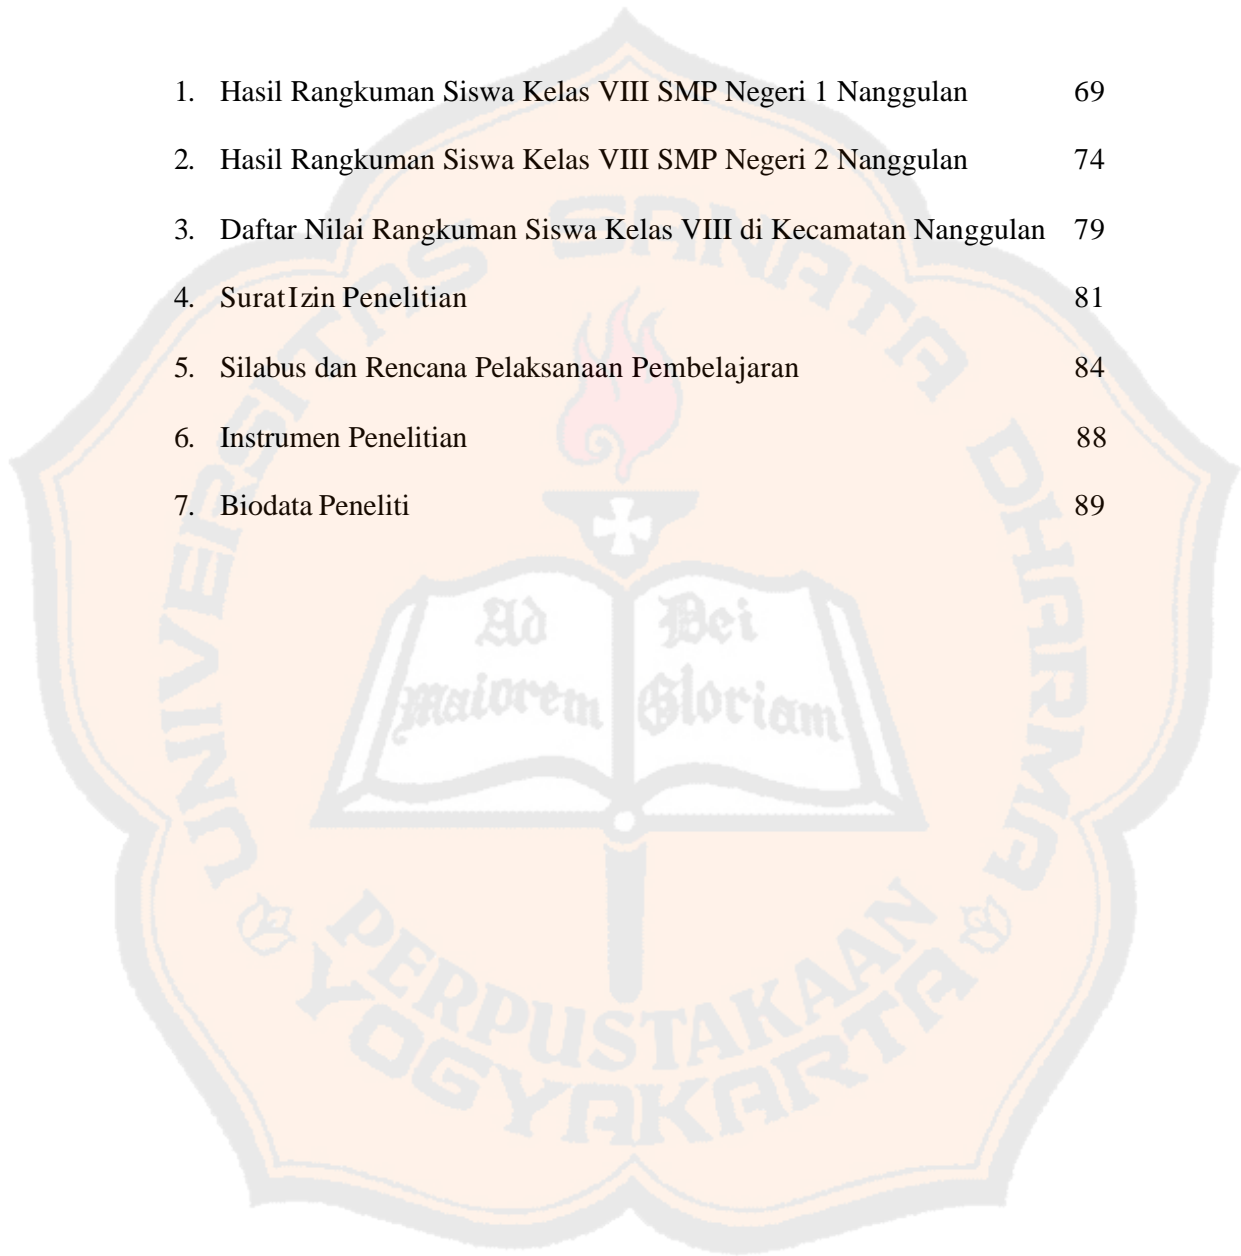 1. Hasil Rangkuman Siswa Kelas VIII SMP Negeri 1 Nanggulan 69
2. Hasil Rangkuman Siswa Kelas VIII SMP Negeri 2 Nanggulan 74
3. Daftar Nilai Rangkuman Siswa Kelas VIII di Kecamatan Nanggulan 79
4. Surat Izin Penelitian 81
5. Silabus dan Rencana Pelaksanaan Pembelajaran 84
6. Instrumen Penelitian 88
7. Biodata Peneliti 89
UNIVERSITAS SANATA DHARMA
Ad Dei
maiorem Gloriam
PERPUSTAKAAN
YOGYAKARTA